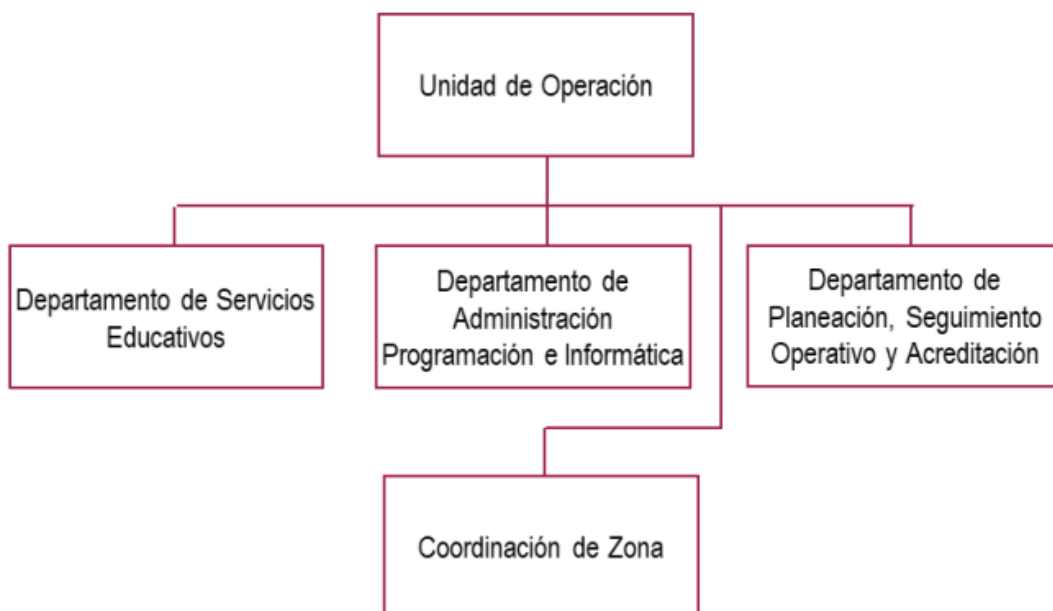 Unidad de Operación
Departamento de Servicios
Educativos
Departamento de
Administración
Programación e Informática
Departamento de
Planeación, Seguimiento
Operativo y Acreditación
Coordinación de Zona